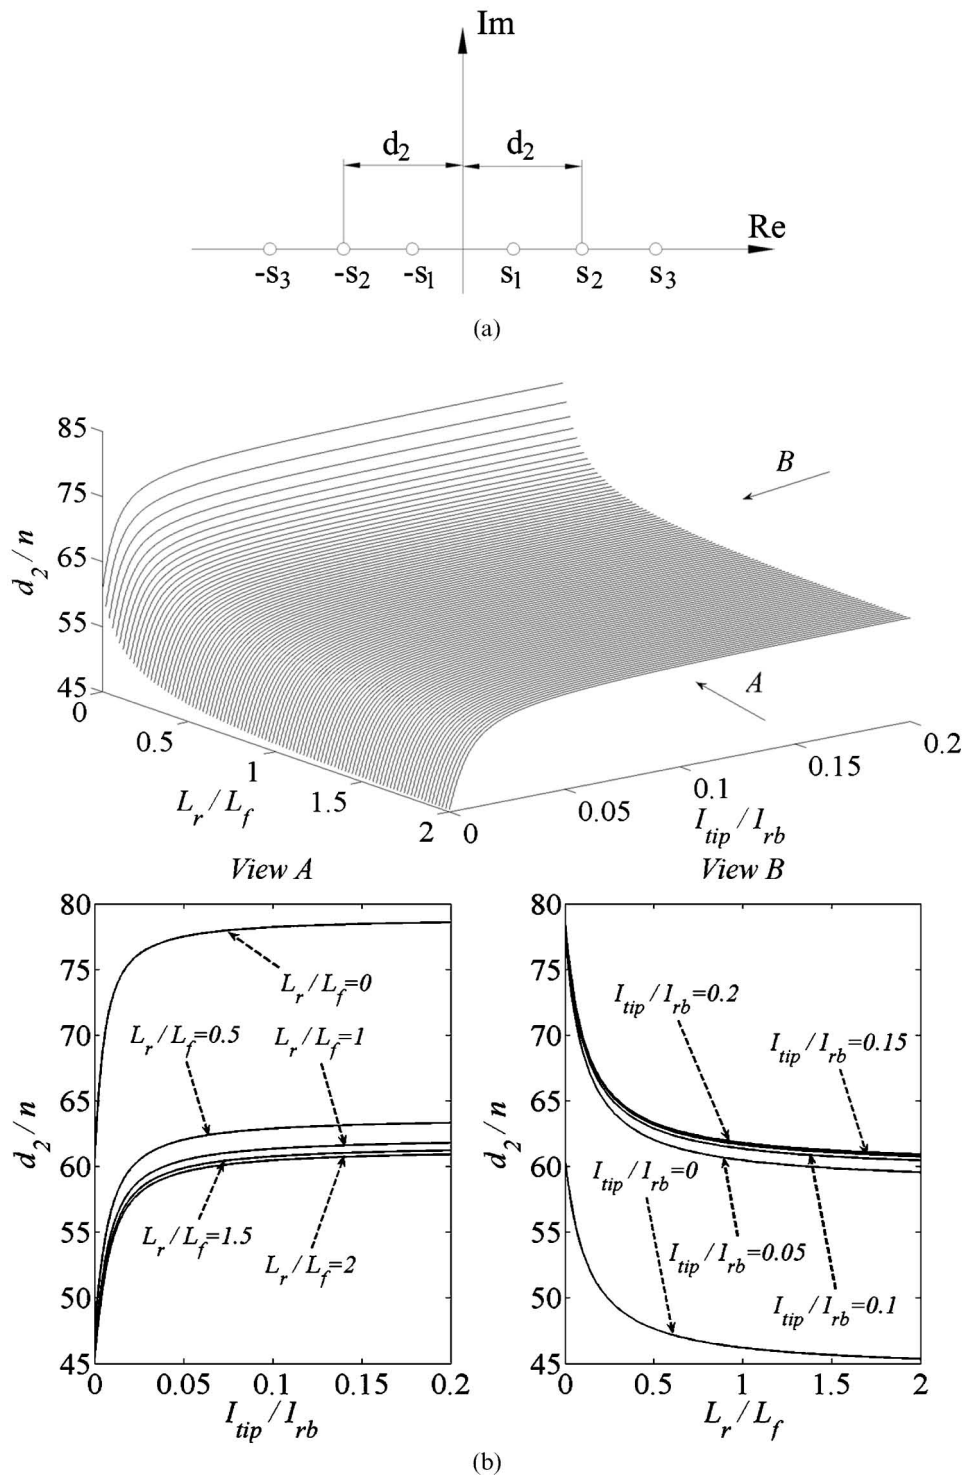 Im
d2 d2
Re
-s3 -s2 -s1 s1 s2 s3
(a)
85
75
65
55
45
d2/n
0
0.5
1
1.5
2
Lr/Lf
0
0.05
0.1
0.15
0.2
Itip/Irb
B
A
View A
80
75
70
65
60
55
50
45
d2/n
Lr/Lf=0
Lr/Lf=0.5
Lr/Lf=1
Lr/Lf=1.5
Lr/Lf=2
0 0.05 0.1 0.15 0.2
Itip/Irb
View B
80
75
70
65
60
55
50
45
d2/n
Itip/Irb=0.2
Itip/Irb=0.15
Itip/Irb=0
Itip/Irb=0.05
Itip/Irb=0.1
0 0.5 1 1.5 2
Lr/Lf
(b)